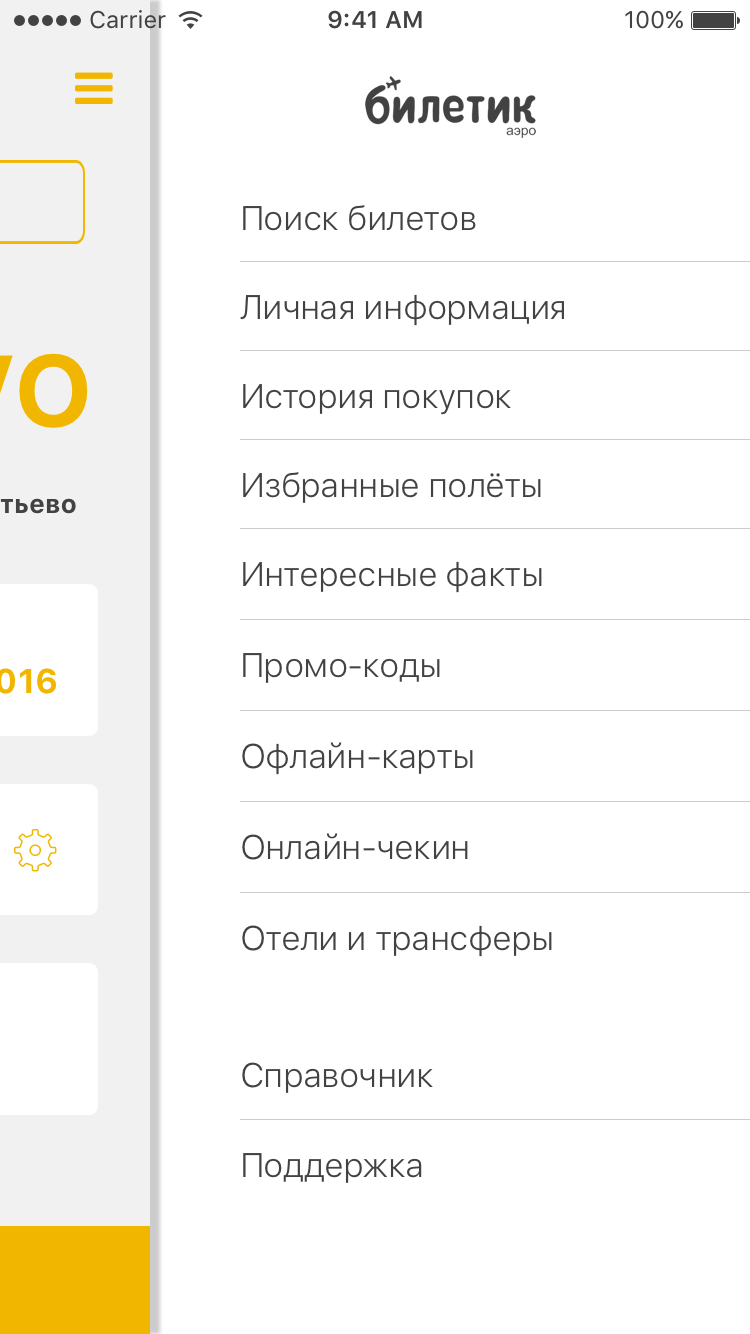 Carrier
9:41 AM
100%
билетик
аэро
Поиск билетов
Личная информация
История покупок
Избранные полёты
Интересные факты
Промо-коды
Офлайн-карты
Онлайн-чекин
Отели и трансферы
Справочник
Поддержка
VO
тьево
016